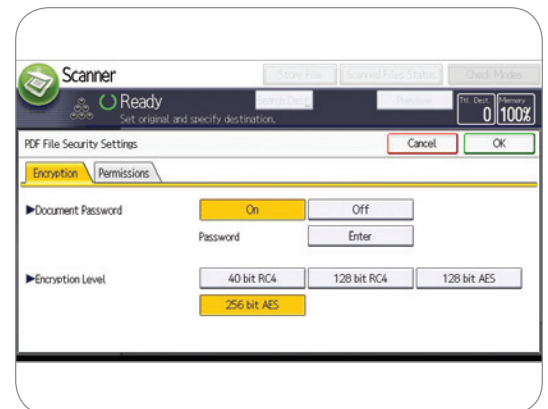 Scanner
Store File Scanned Files Status Check Modes
Ready
Search Dest. Preview Ttl. Dest. Memory
Set original and specify destination. 0 100%
PDF File Security Settings Cancel OK
Encryption Permissions
►Document Password On Off
Password Enter
►Encryption Level 40 bit RC4 128 bit RC4 128 bit AES
256 bit AES